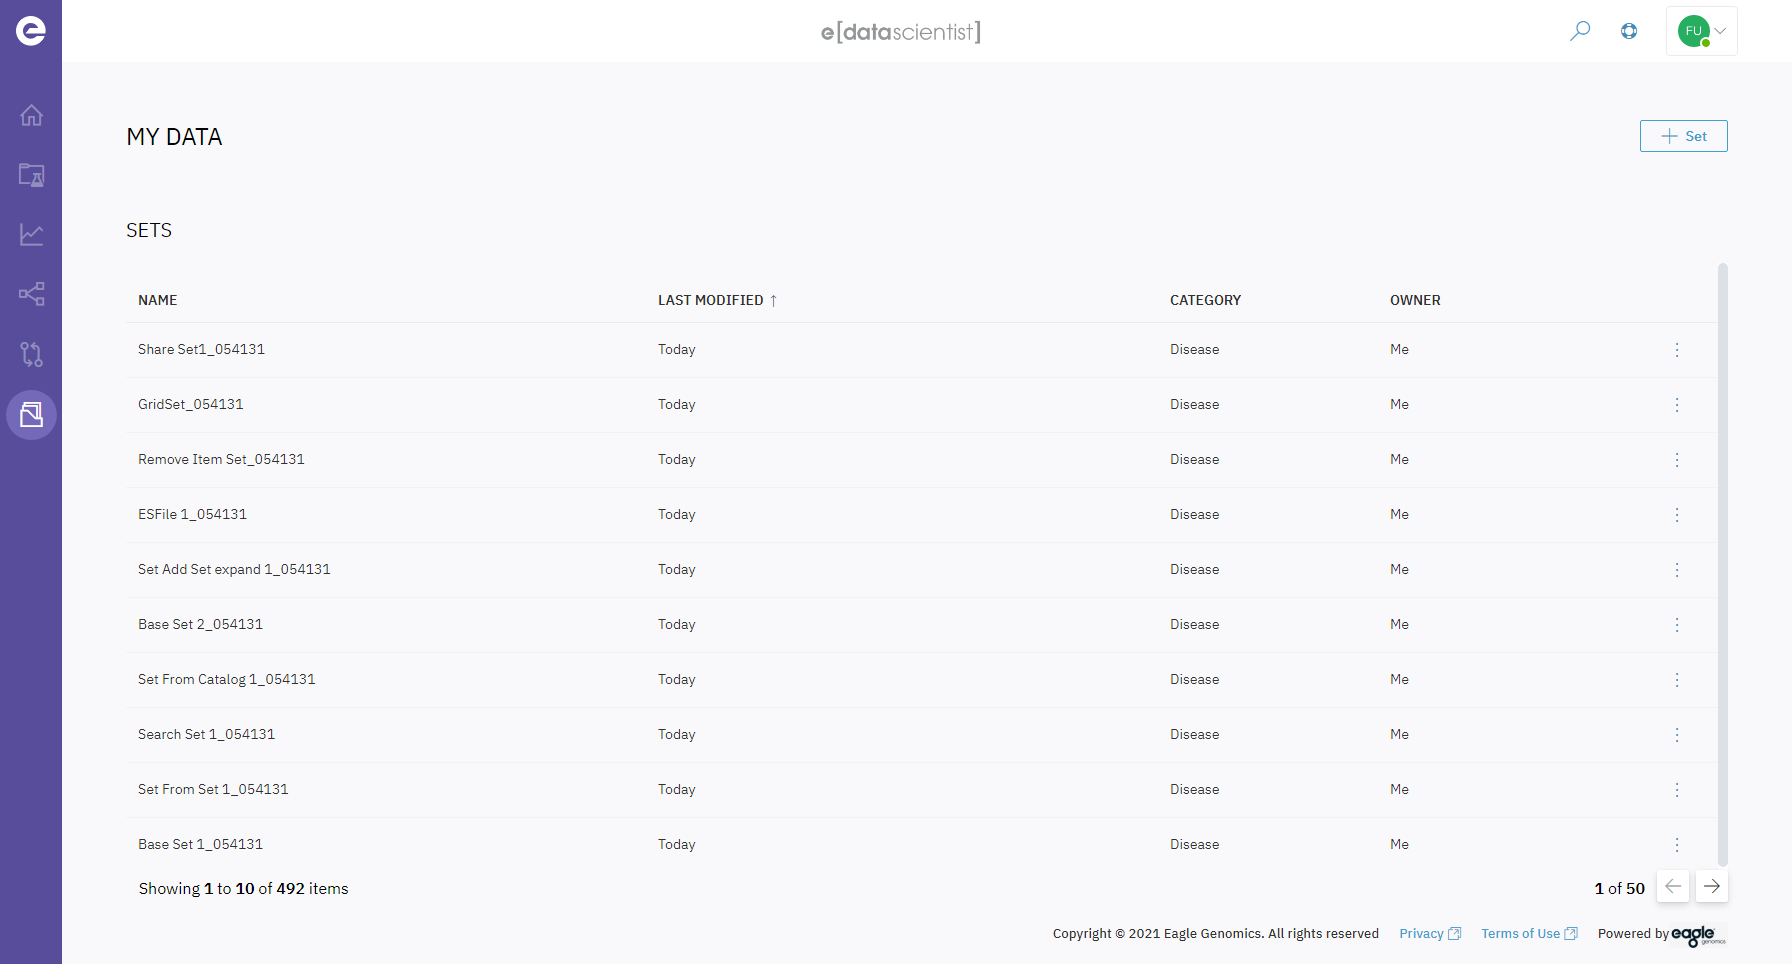 e[datascientist]
FU
MY DATA
Set
SETS
NAME LAST MODIFIED ↑ CATEGORY OWNER
Share Set1_054131 Today Disease Me
GridSet_054131 Today Disease Me
Remove Item Set_054131 Today Disease Me
ESFile 1_054131 Today Disease Me
Set Add Set expand 1_054131 Today Disease Me
Base Set 2_054131 Today Disease Me
Set From Catalog 1_054131 Today Disease Me
Search Set 1_054131 Today Disease Me
Set From Set 1_054131 Today Disease Me
Base Set 1_054131 Today Disease Me
Showing 1 to 10 of 492 items 1 of 50
Copyright © 2021 Eagle Genomics. All rights reserved Privacy Terms of Use Powered by eagle genomics